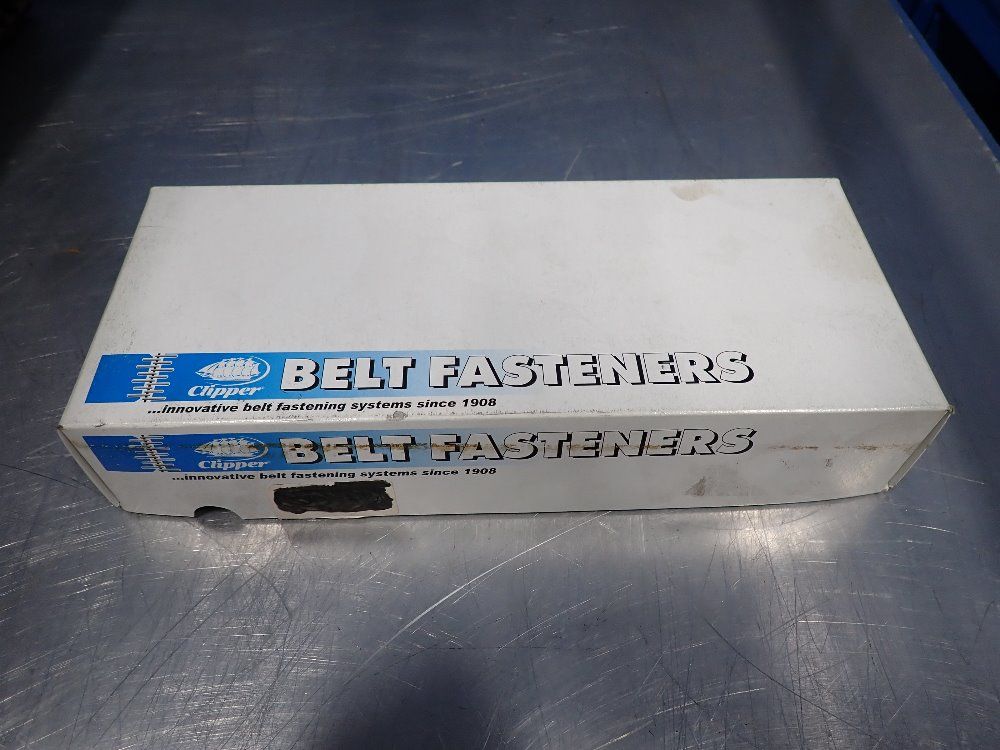 Clipper BELT FASTENERS
...innovative belt fastening systems since 1908
Clipper BELT FASTENERS
...innovative belt fastening systems since 1908